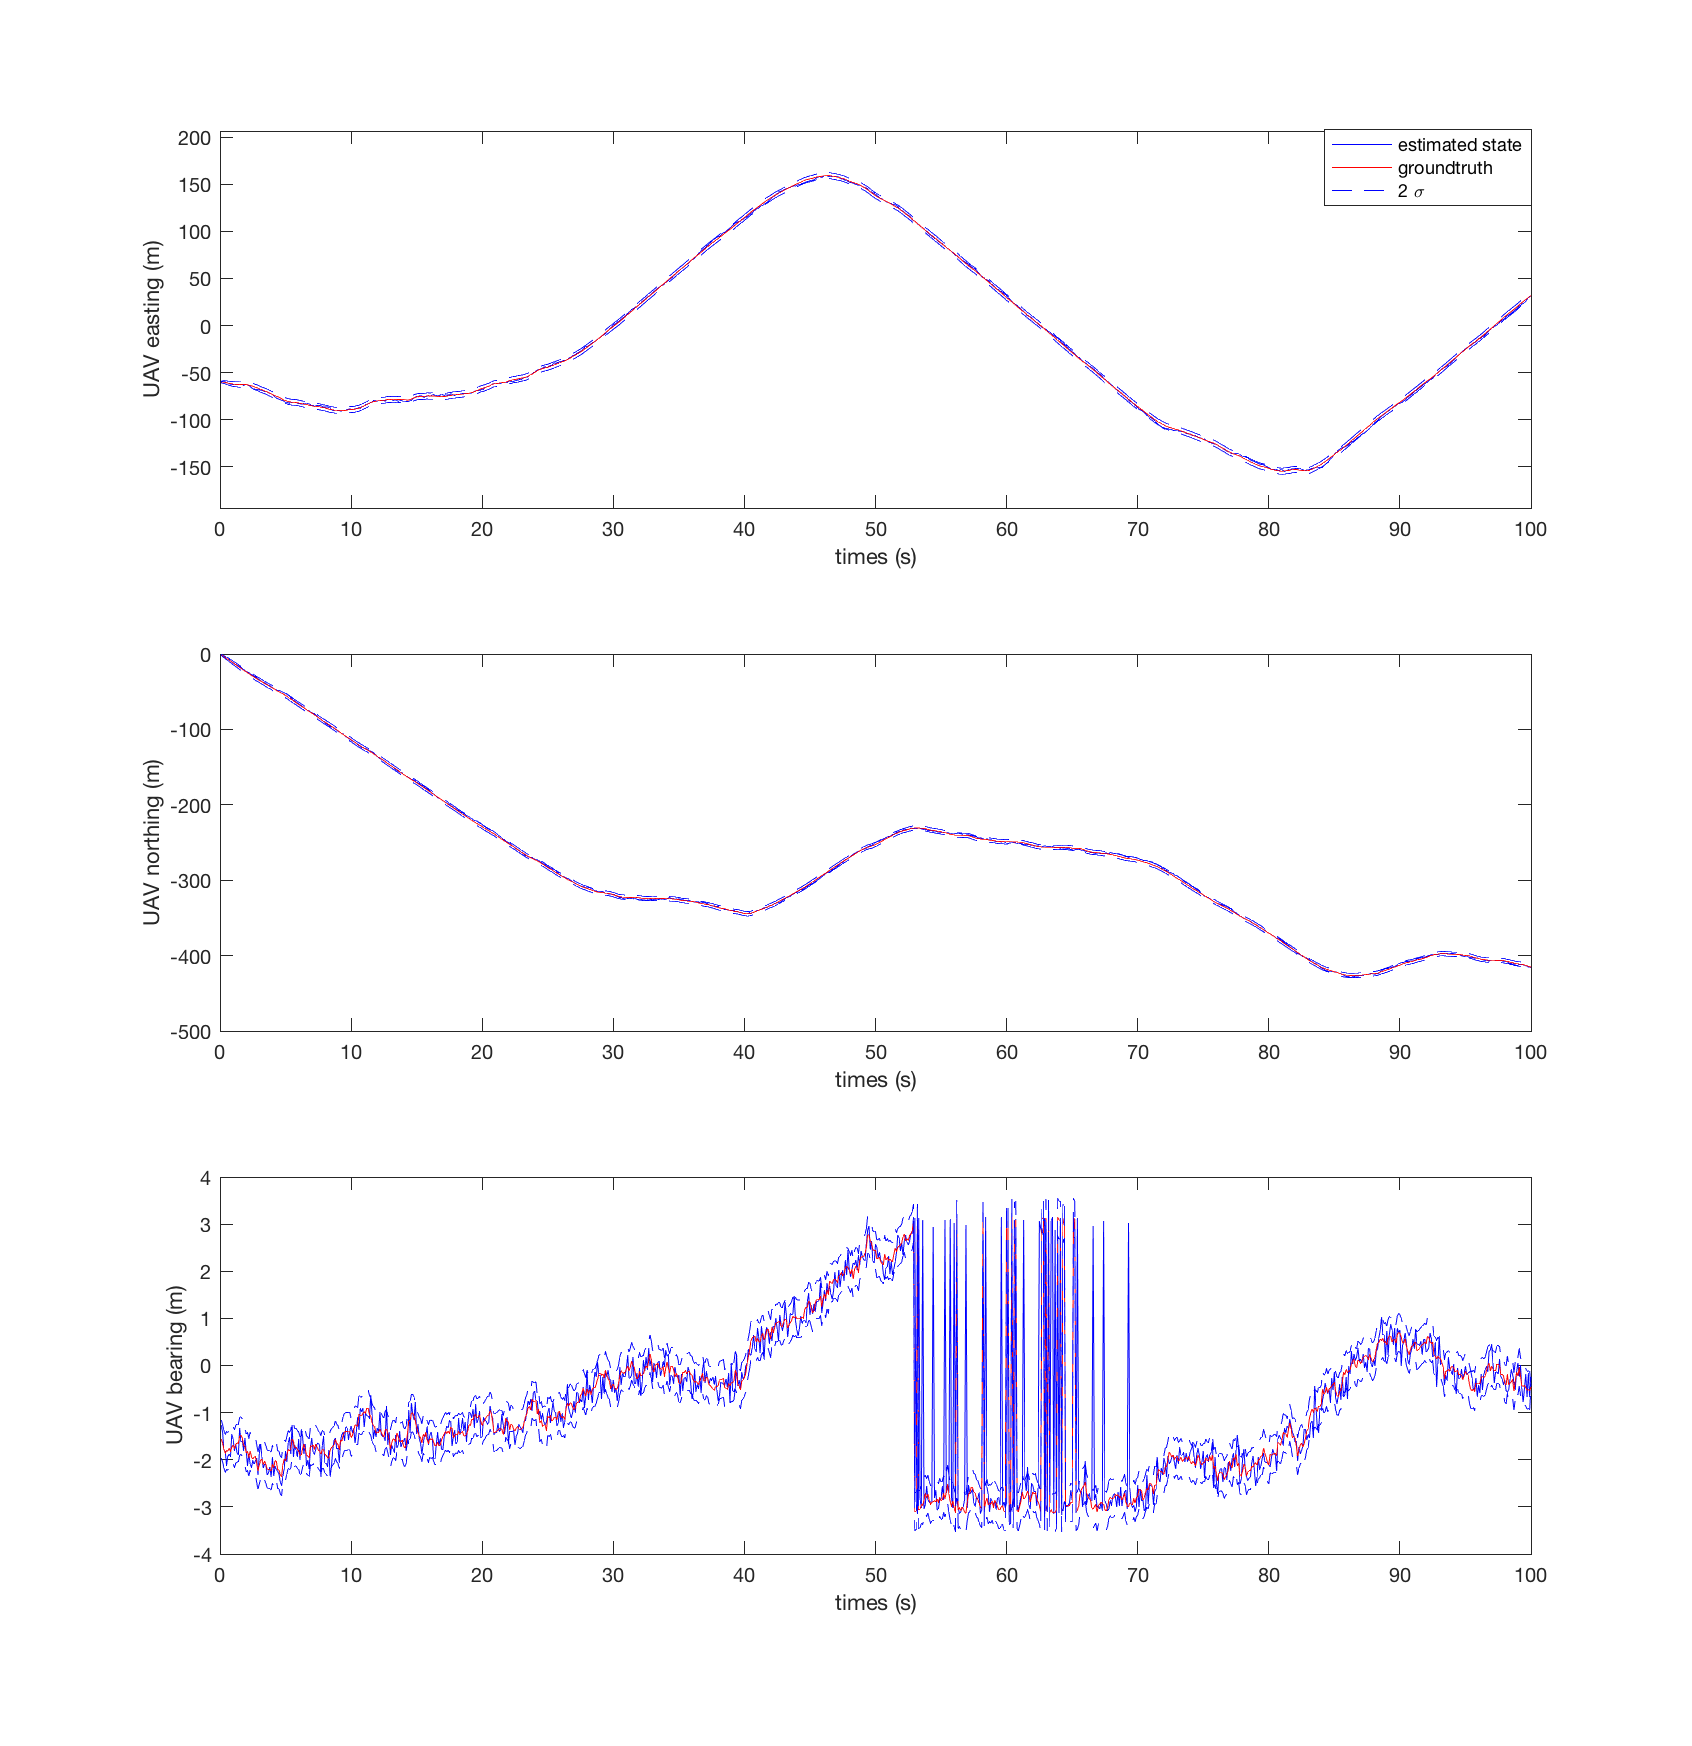 200
150
100
50
0
-50
-100
-150
UAV easting (m)
estimated state
groundtruth
2 σ
0 10 20 30 40 50 60 70 80 90 100
times (s)
0
-100
-200
-300
-400
-500
UAV northing (m)
0 10 20 30 40 50 60 70 80 90 100
times (s)
4
3
2
1
0
-1
-2
-3
-4
UAV bearing (m)
0 10 20 30 40 50 60 70 80 90 100
times (s)